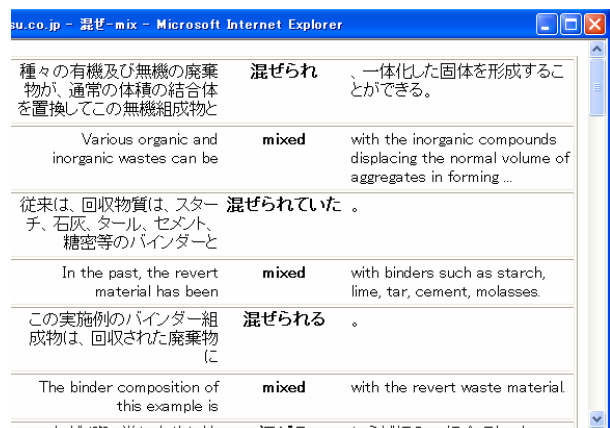 su.co.jp - 混ぜ-mix - Microsoft Internet Explorer
種々の有機及び無機の廃棄 混ぜられ 、一体化した固体を形成するこ
物が、通常の体積の結合体 とができる。
を置換してこの無機組成物と
Various organic and mixed with the inorganic compounds
inorganic wastes can be displacing the normal volume of
aggregates in forming ...
従来は、回収物質は、スター 混ぜられていた 。
チ、石灰、タール、セメント、
糖密等のバインダーと
In the past, the revert mixed with binders such as starch,
material has been lime, tar, cement, molasses.
この実施例のバインダー組 混ぜられる 。
成物は、回収された廃棄物
に
The binder composition of mixed with the revert waste material.
this example is